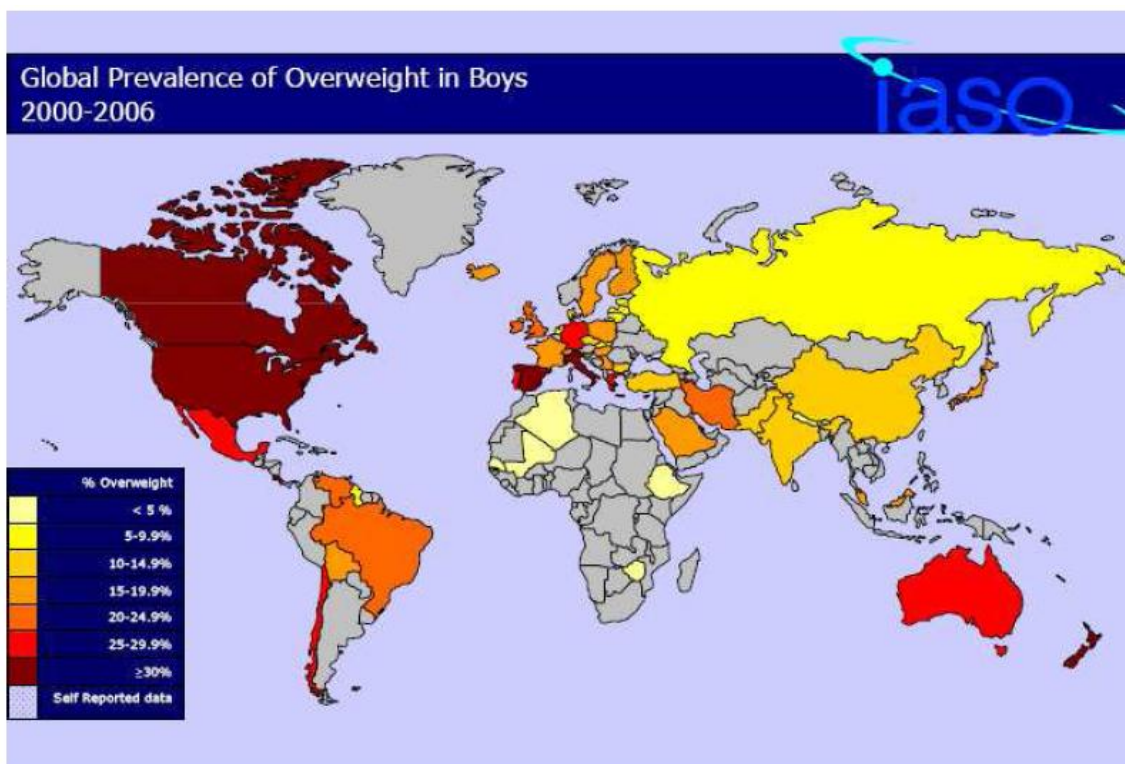 Global Prevalence of Overweight in Boys
2000-2006
iaso
% Overweight
< 5 %
5-9.9%
10-14.9%
15-19.9%
20-24.9%
25-29.9%
≥30%
Self Reported data